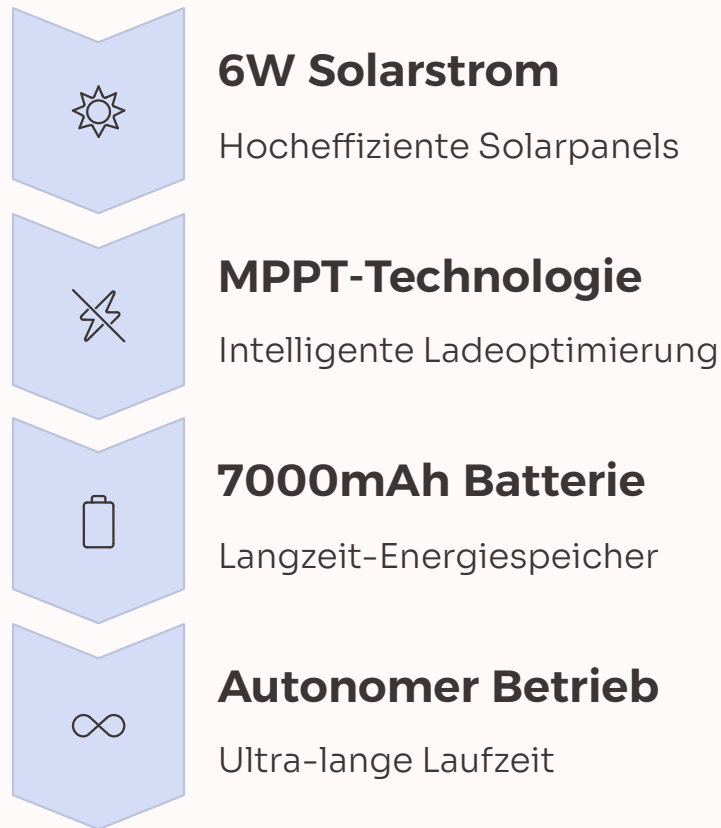 6W Solarstrom
Hocheffiziente Solarpanels
MPPT-Technologie
Intelligente Ladeoptimierung
7000mAh Batterie
Langzeit-Energiespeicher
Autonomer Betrieb
Ultra-lange Laufzeit